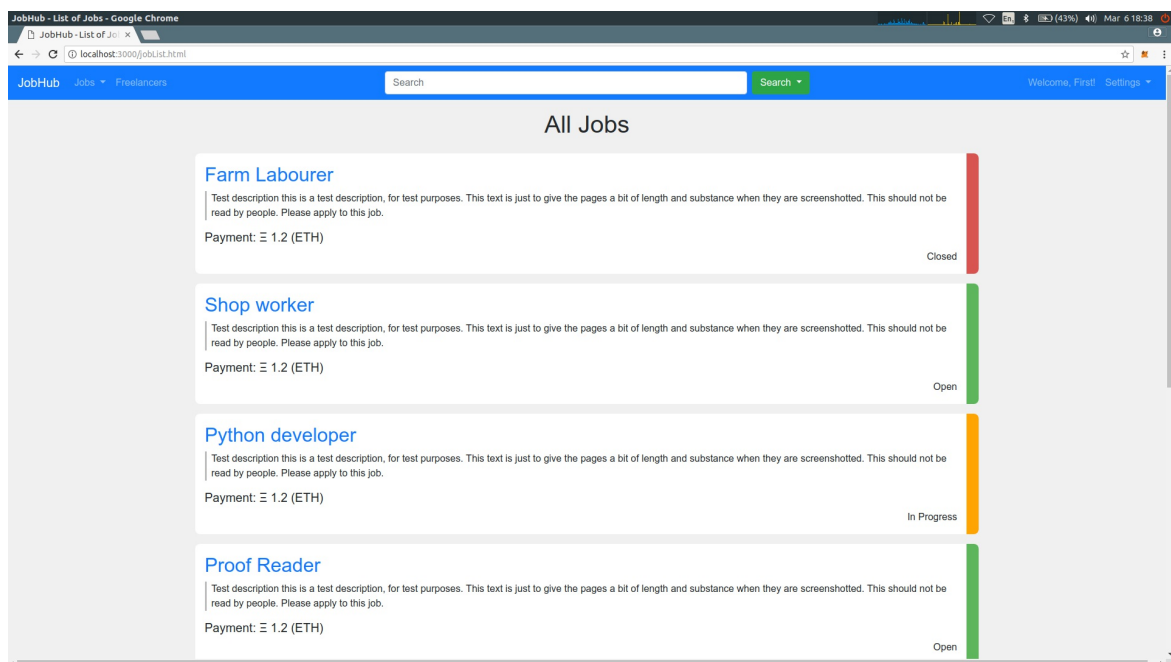 JobHub - List of Jobs - Google Chrome En (43%) Mar 6 18:38
JobHub - List of Jo ×
localhost:3000/jobList.html
JobHub Jobs Freelancers Search Search Welcome, First! Settings
All Jobs
Farm Labourer
Test description this is a test description, for test purposes. This text is just to give the pages a bit of length and substance when they are screenshotted. This should not be
read by people. Please apply to this job.
Payment: Ξ 1.2 (ETH)
Closed
Shop worker
Test description this is a test description, for test purposes. This text is just to give the pages a bit of length and substance when they are screenshotted. This should not be
read by people. Please apply to this job.
Payment: Ξ 1.2 (ETH)
Open
Python developer
Test description this is a test description, for test purposes. This text is just to give the pages a bit of length and substance when they are screenshotted. This should not be
read by people. Please apply to this job.
Payment: Ξ 1.2 (ETH)
In Progress
Proof Reader
Test description this is a test description, for test purposes. This text is just to give the pages a bit of length and substance when they are screenshotted. This should not be
read by people. Please apply to this job.
Payment: Ξ 1.2 (ETH)
Open